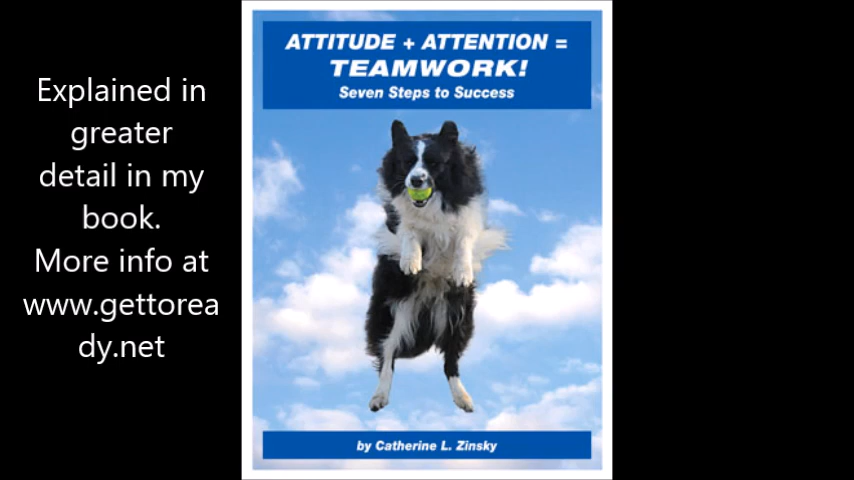 Explained in
greater
detail in my
book.
More info at
www.gettorea
dy.net
ATTITUDE + ATTENTION =
TEAMWORK!
Seven Steps to Success
by Catherine L. Zinsky